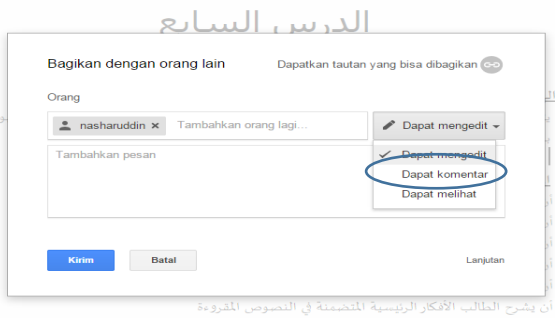 الدرس السابع
Bagikan dengan orang lain
Dapatkan tautan yang bisa dibagikan
Orang
nasharuddin × Tambahkan orang lagi... Dapat mengedit
Tambahkan pesan
Dapat mengedit
Dapat komentar
Dapat melihat
Kirim Batal Lanjutan
أن يشرح الطالب الأفكار الرئيسية المتضمنة في النصوص المقروءة